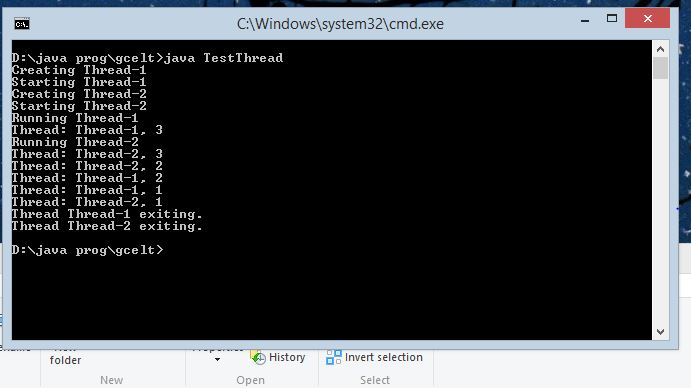 C:\Windows\system32\cmd.exe
D:\java prog\gcelt>java TestThread
Creating Thread-1
Starting Thread-1
Creating Thread-2
Starting Thread-2
Running Thread-1
Thread: Thread-1, 3
Running Thread-2
Thread: Thread-2, 3
Thread: Thread-2, 2
Thread: Thread-1, 2
Thread: Thread-1, 1
Thread: Thread-2, 1
Thread Thread-1 exiting.
Thread Thread-2 exiting.
D:\java prog\gcelt>
folder
History
Invert selection
New
Open
Select